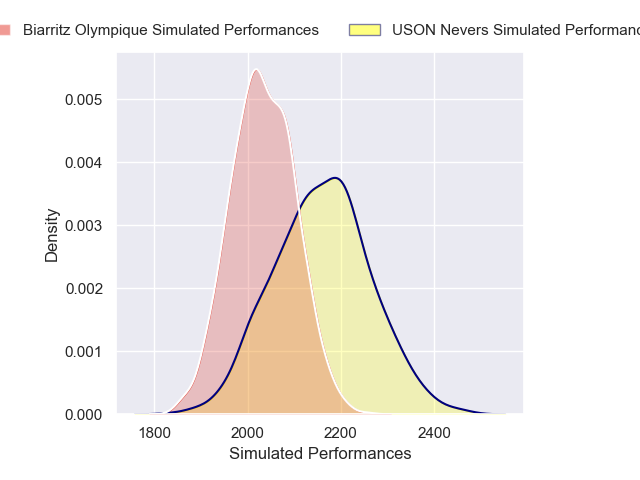 Biarritz Olympique Simulated Performances
USON Nevers Simulated Performanc
0.005
0.004
0.003
0.002
0.001
0.000
Density
1800
2000
2200
2400
Simulated Performances